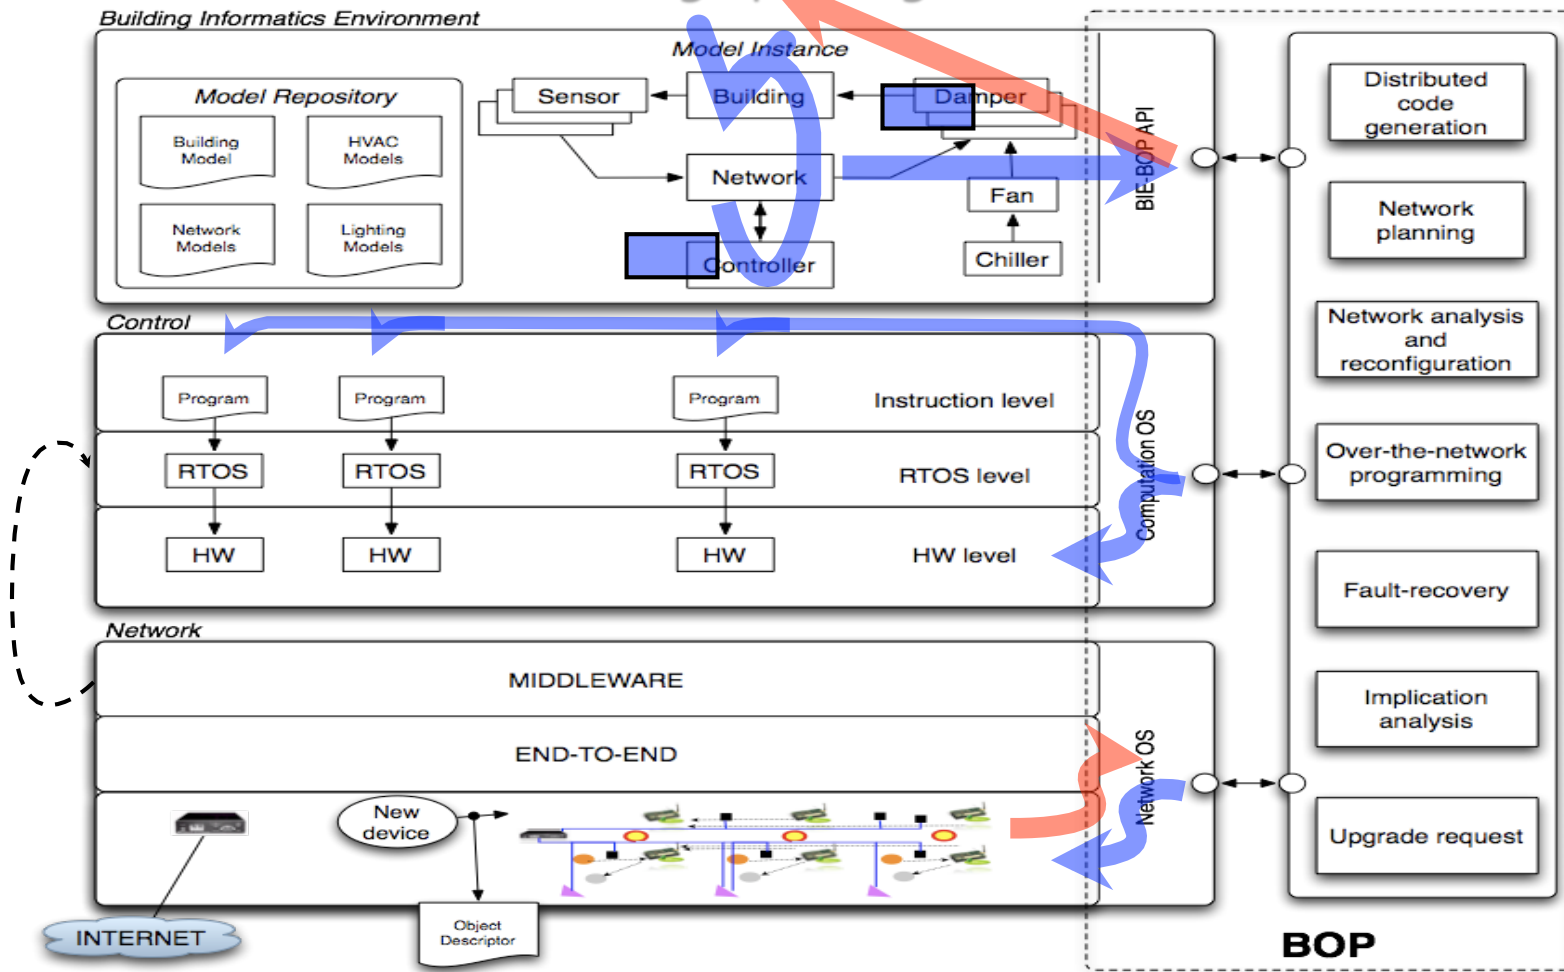 Building Informatics Environment
Model Instance
Model Repository
Building
Model
HVAC
Models
Network
Models
Lighting
Models
Sensor
Building
Damper
Network
Fan
Controller
Chiller
BIE-BOP API
Control
Program
Program
Program
Instruction level
RTOS
RTOS
RTOS
RTOS level
HW
HW
HW
HW level
Computation OS
Network
MIDDLEWARE
END-TO-END
New
device
Network OS
INTERNET
Object
Descriptor
Distributed
code
generation
Network
planning
Network analysis
and
reconfiguration
Over-the-network
programming
Fault-recovery
Implication
analysis
Upgrade request
BOP